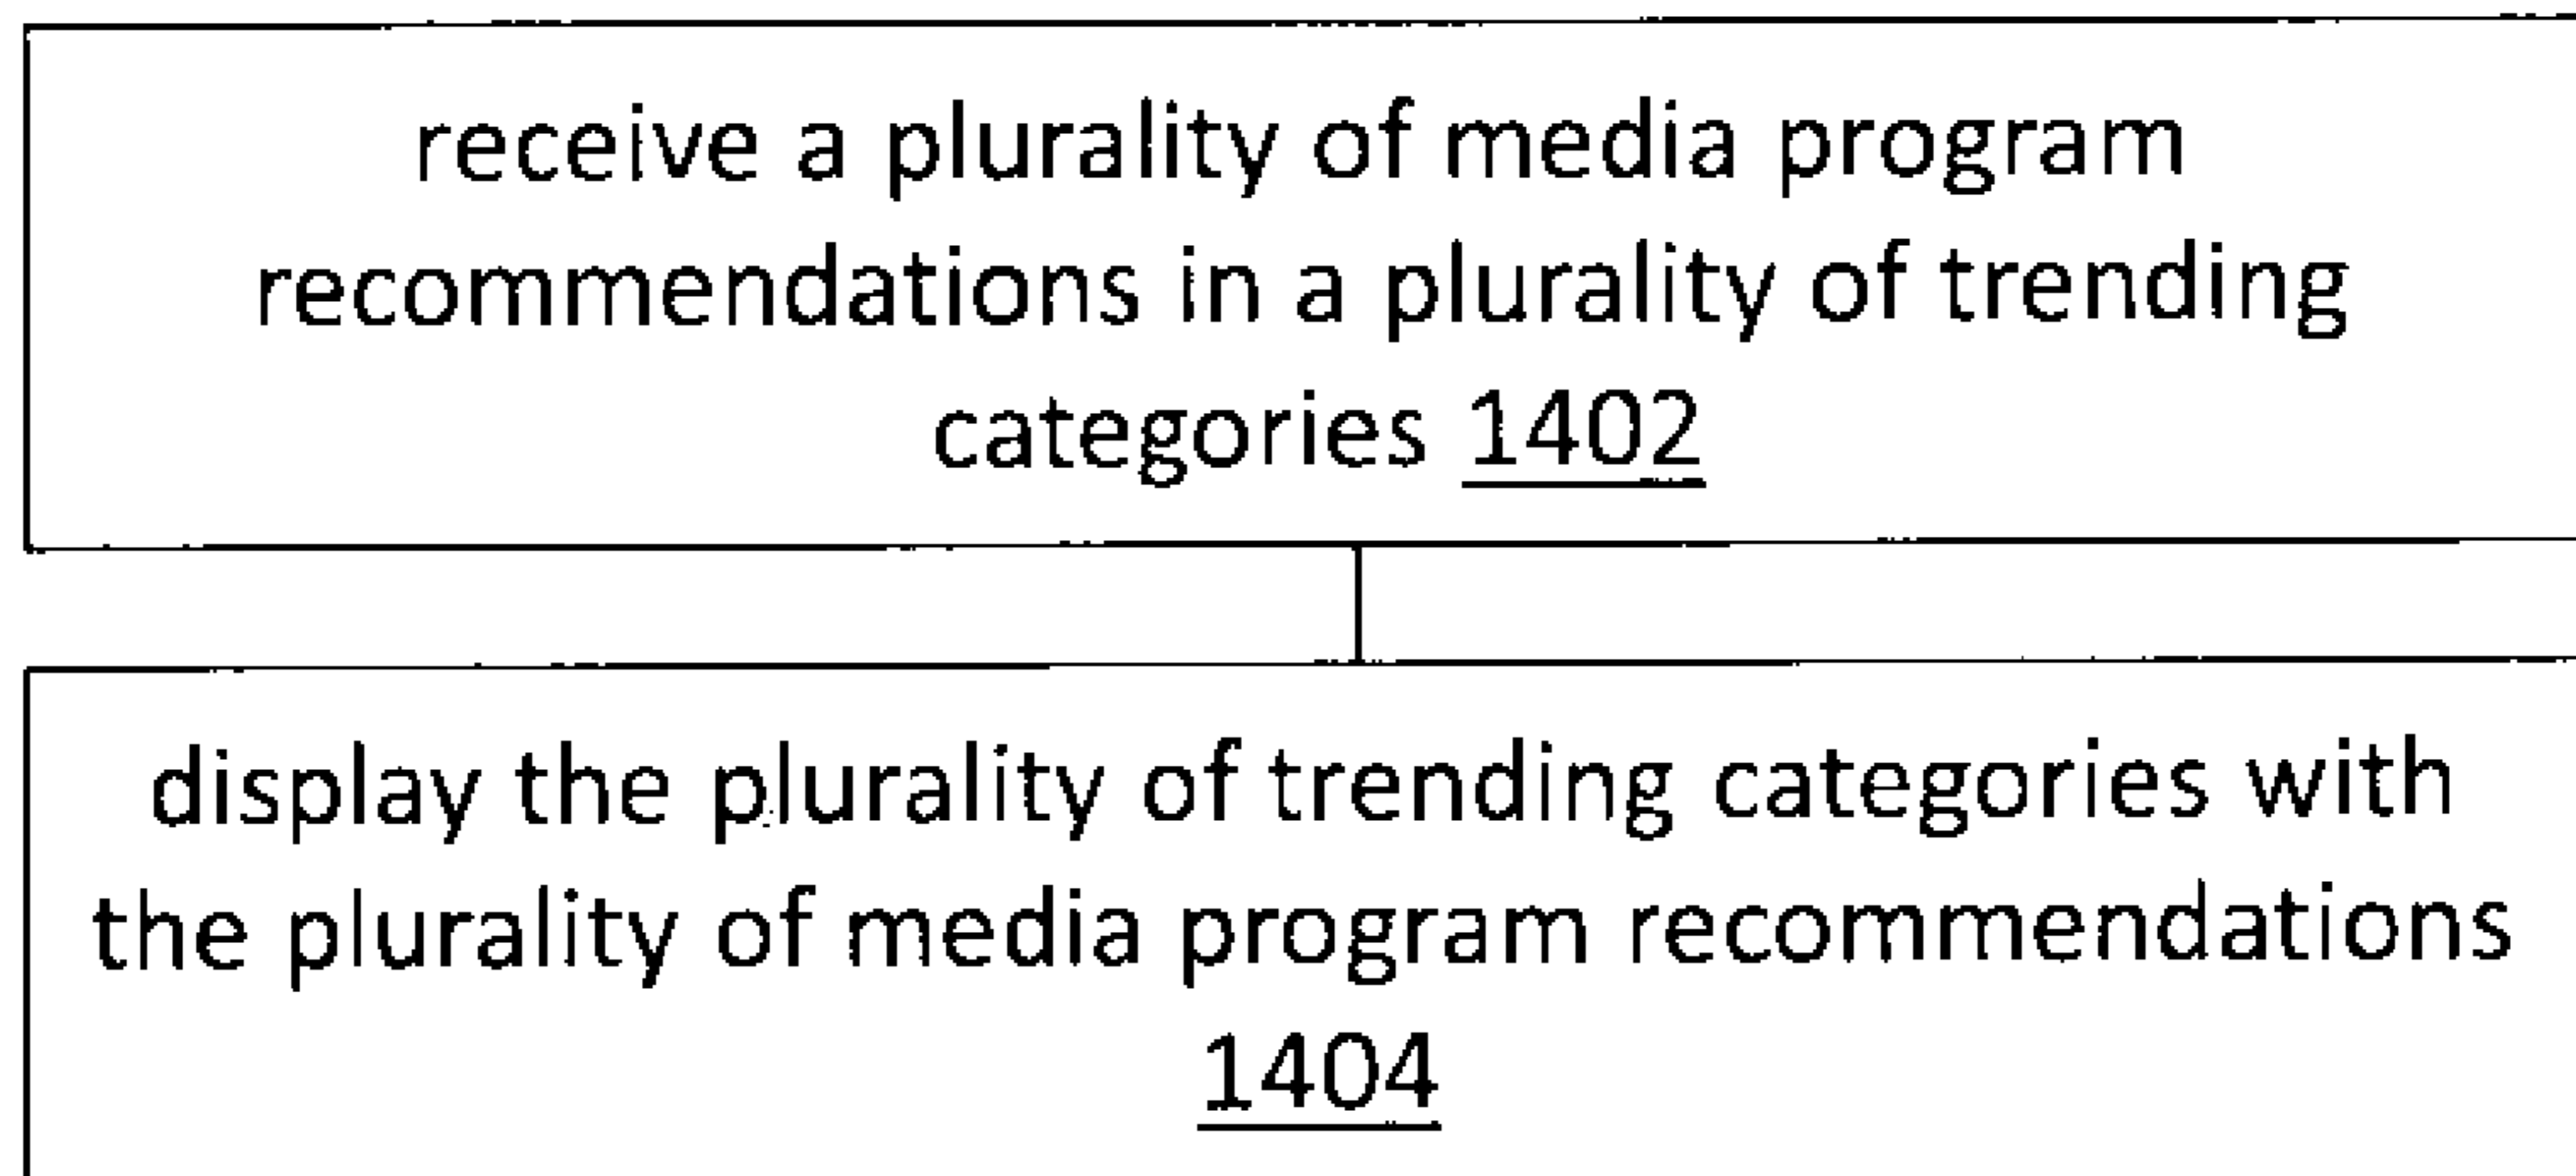 receive a plurality of media program
recommendations in a plurality of trending
categories 1402
display the plurality of trending categories with
the plurality of media program recommendations
1404